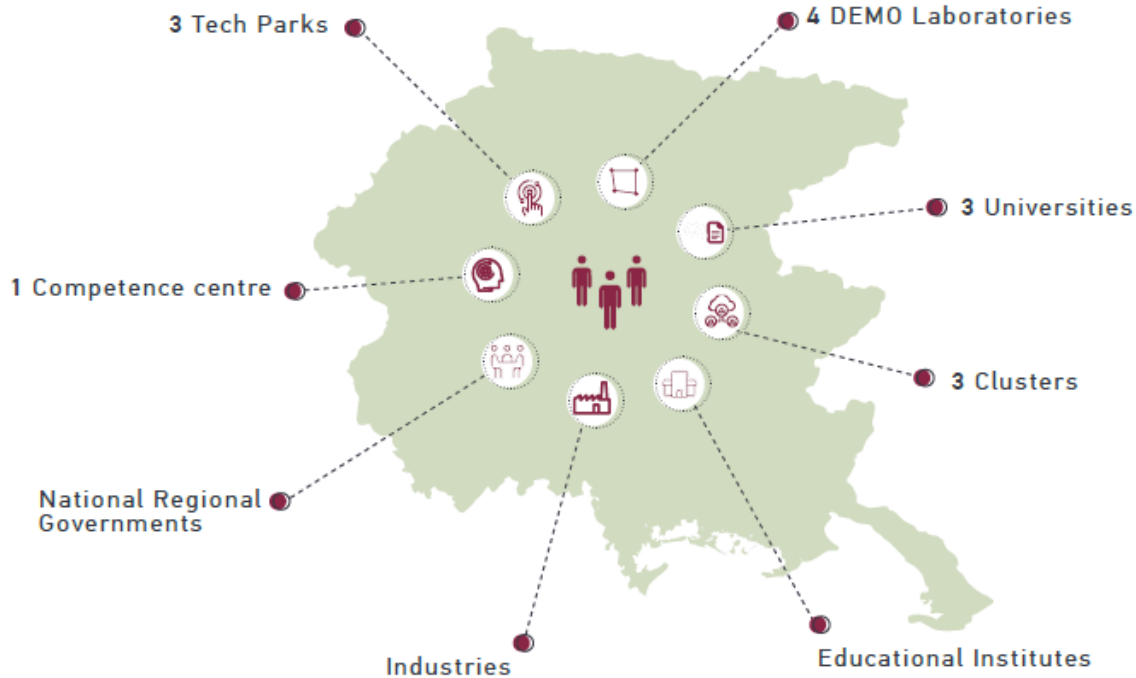 3 Tech Parks
4 DEMO Laboratories
3 Universities
1 Competence centre
3 Clusters
National Regional
Governments
Industries
Educational Institutes